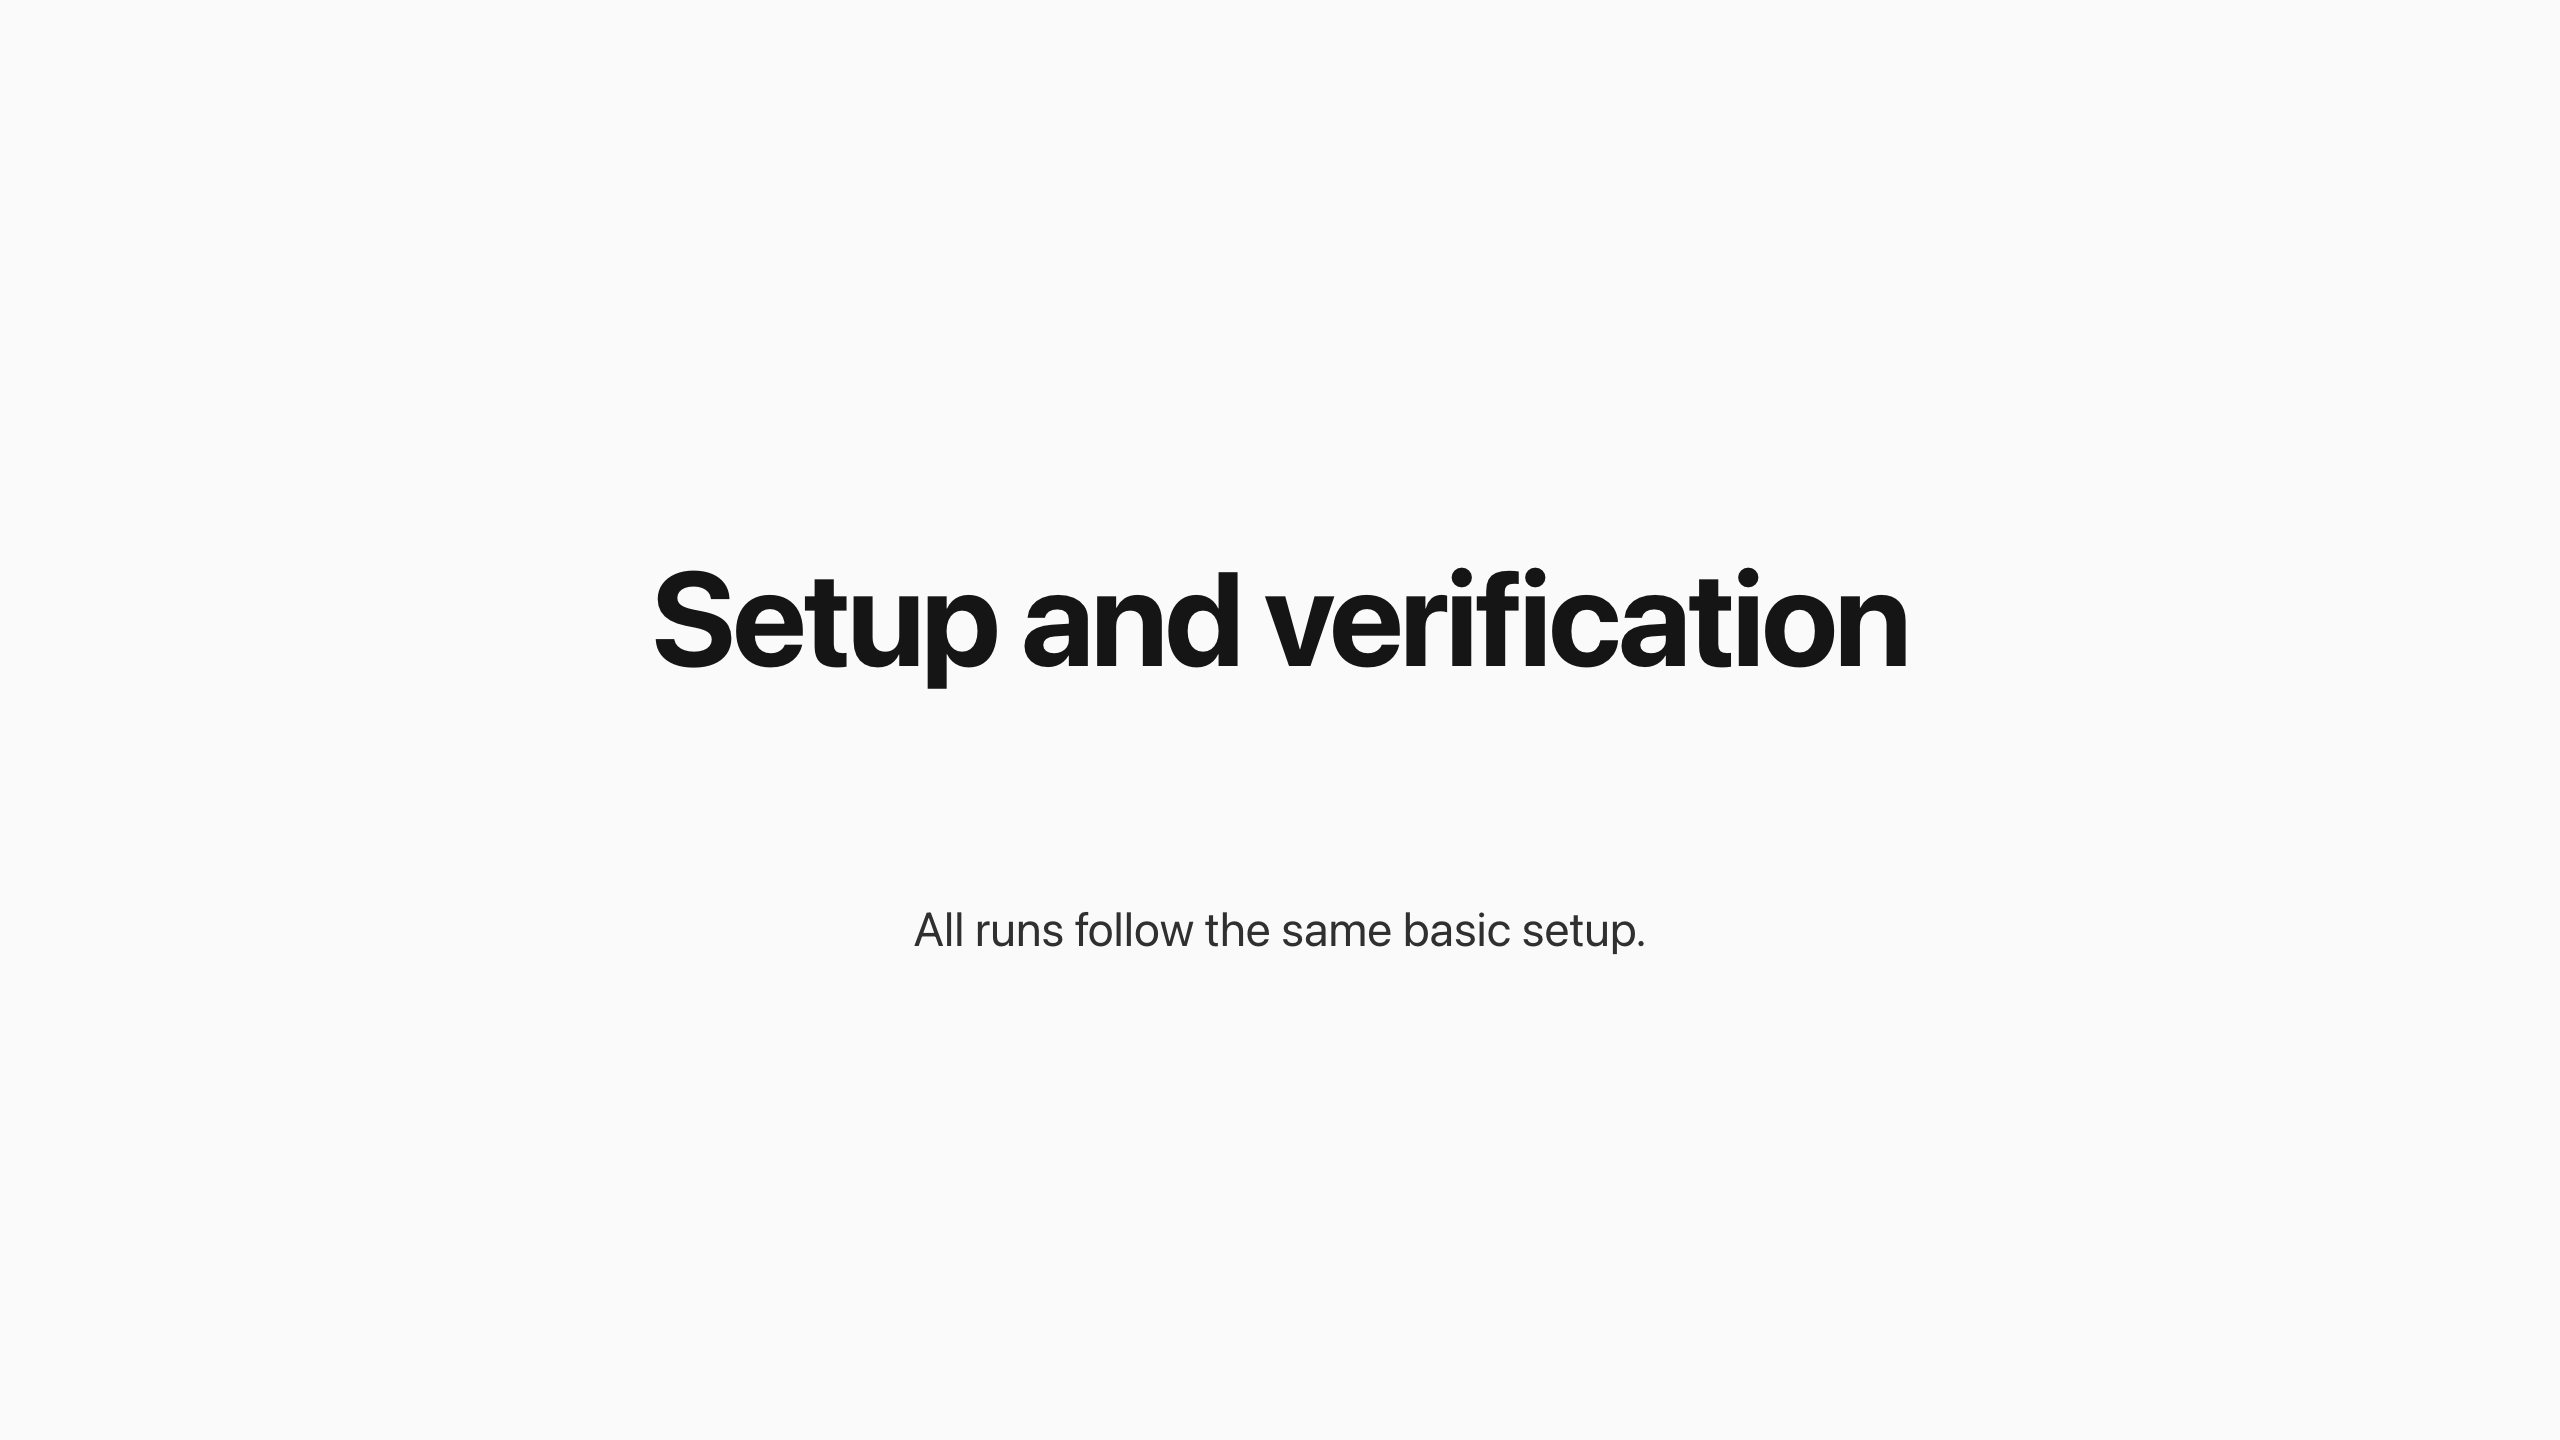 Setup and verification
All runs follow the same basic setup.